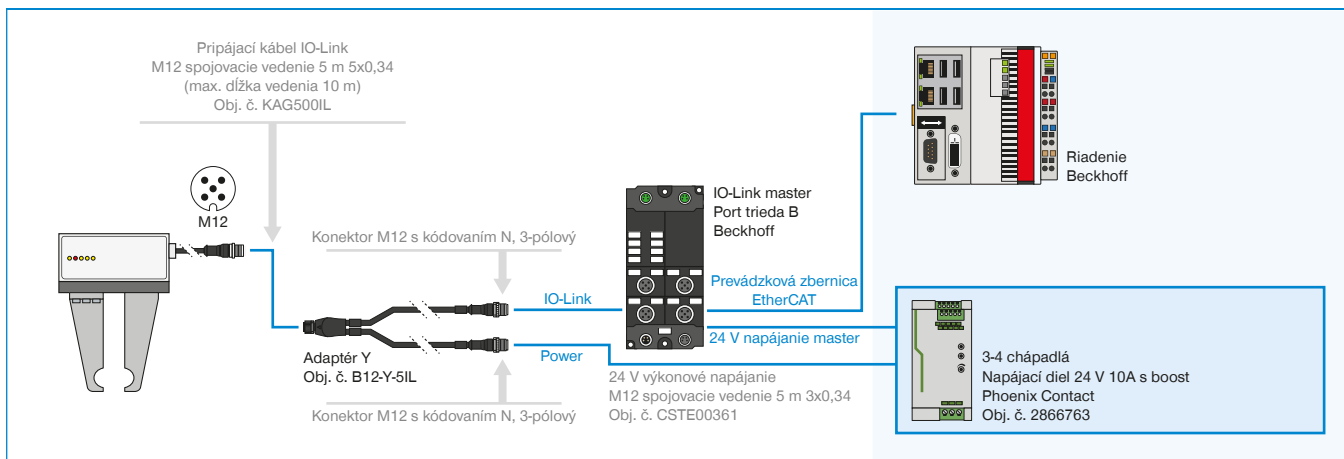 Pripájací kábel IO-Link
M12 spojovacie vedenie 5 m 5x0,34
(max. dĺžka vedenia 10 m)
Obj. č. KAG500IL
M12
Konektor M12 s kódovaním N, 3-pólový
IO-Link
Adaptér Y
Obj. č. B12-Y-5IL
Power
Konektor M12 s kódovaním N, 3-pólový
IO-Link master
Port trieda B
Beckhoff
Prevádzková zbernica
EtherCAT
24 V napájanie master
24 V výkonové napájanie
M12 spojovacie vedenie 5 m 3x0,34
Obj. č. CSTE00361
Riadenie
Beckhoff
3-4 chápadlá
Napájací diel 24 V 10A s boost
Phoenix Contact
Obj. č. 2866763